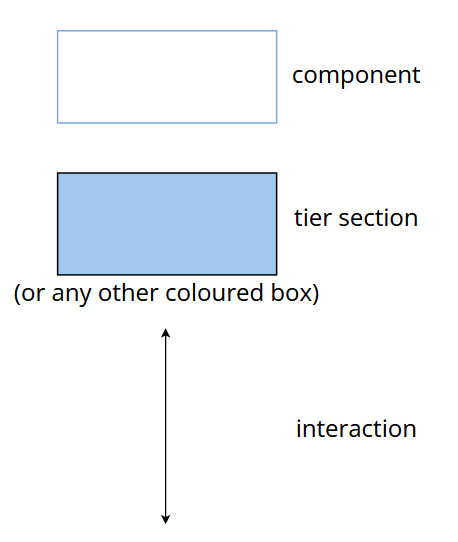 component
tier section
(or any other coloured box)
interaction